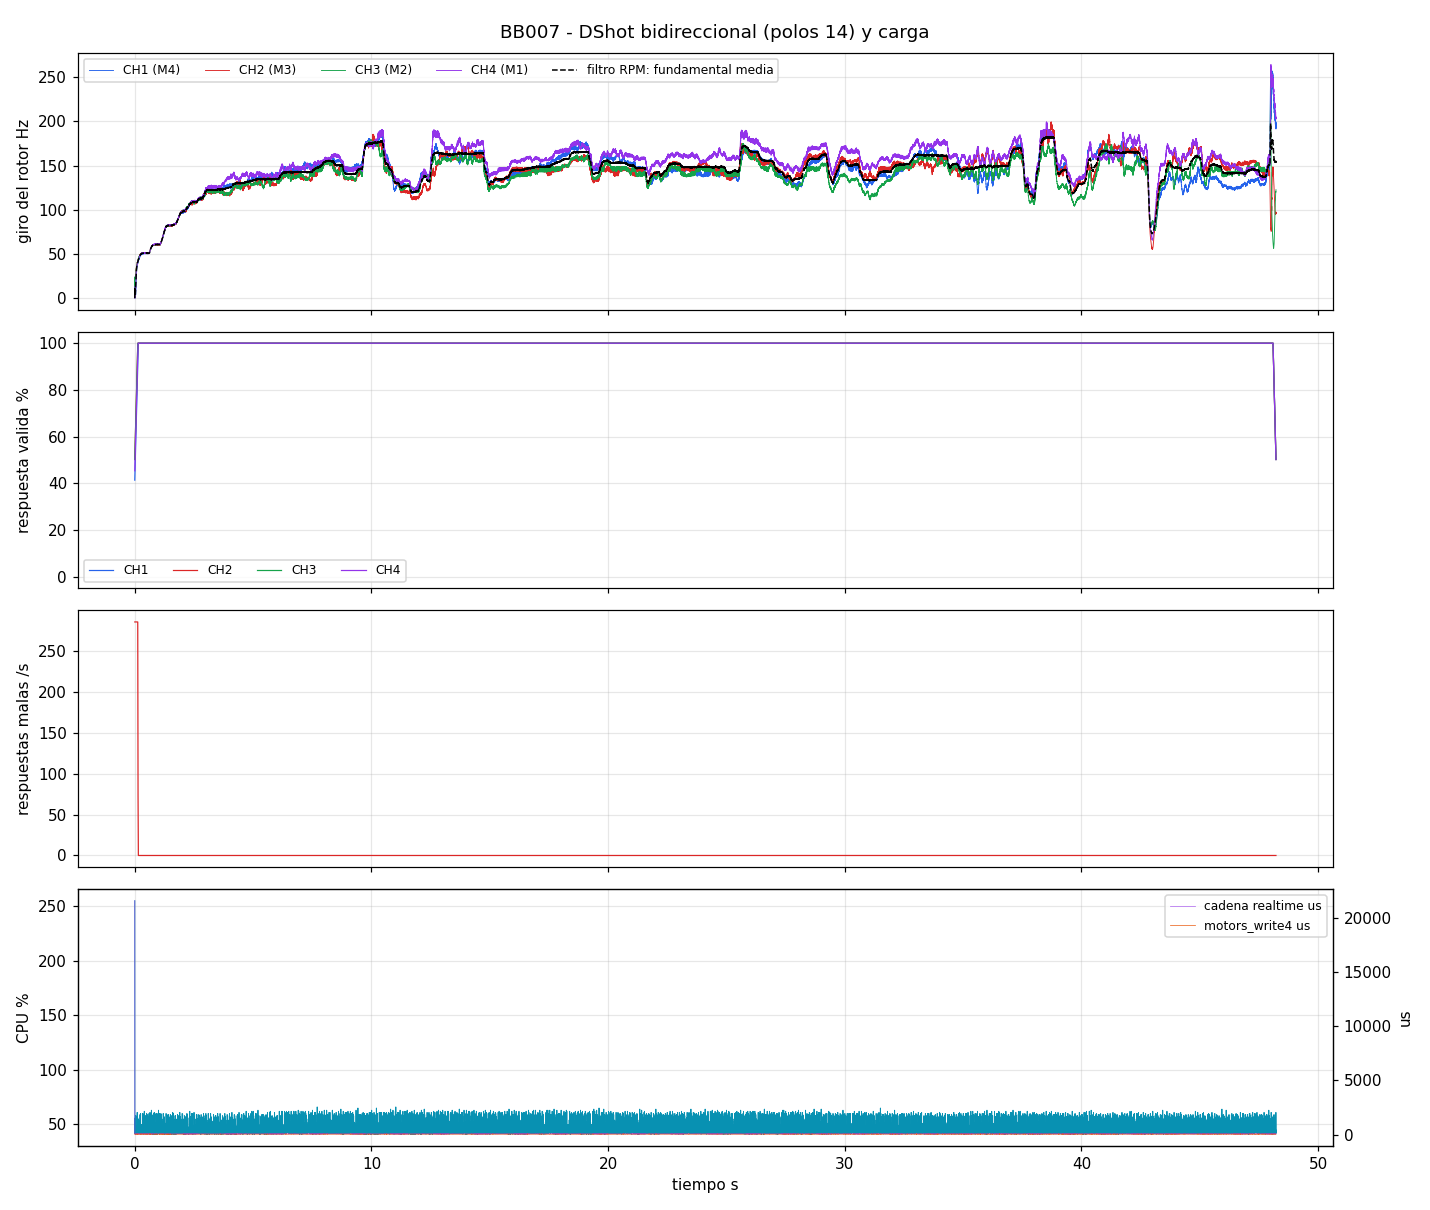 BB007 - DShot bidireccional (polos 14) y carga
CH1 (M4) CH2 (M3) CH3 (M2) CH4 (M1) filtro RPM: fundamental media
giro del rotor Hz
250
200
150
100
50
0
respuesta valida %
100
80
60
40
20
0
CH1 CH2 CH3 CH4
respuestas malas /s
250
200
150
100
50
0
CPU %
250
200
150
100
50
cadena realtime us
motors_write4 us
20000
15000
10000
5000
0
us
0 10 20 30 40 50
tiempo s